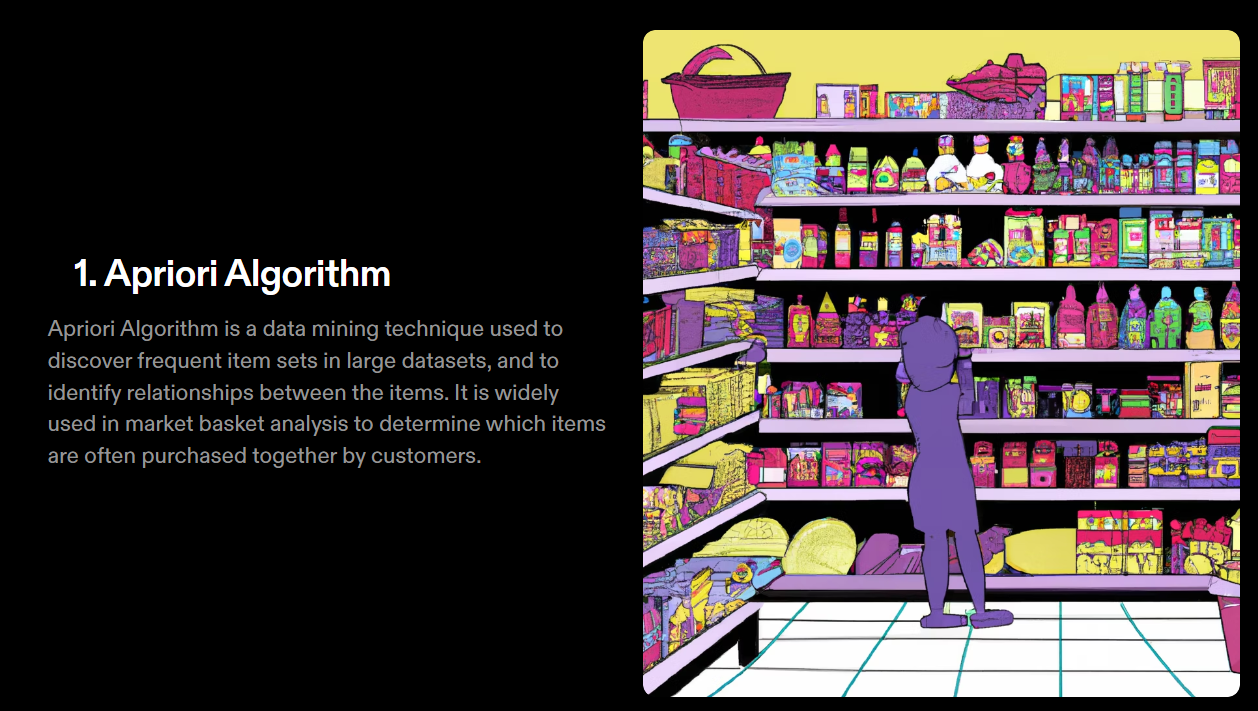 1. Apriori Algorithm
Apriori Algorithm is a data mining technique used to
discover frequent item sets in large datasets, and to
identify relationships between the items. It is widely
used in market basket analysis to determine which items
are often purchased together by customers.